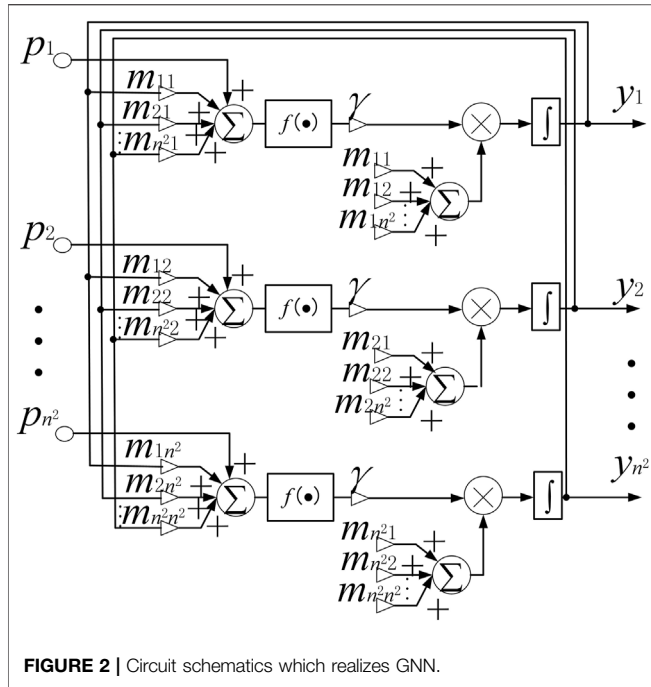 p1
+
m11
m21
+
+
Σ
f(•)
γ
×
∫
y1
⋮
mn²1
+
m11
+
m12
+
Σ
⋮
m1n²
+
p2
+
m12
m22
+
+
Σ
f(•)
γ
×
∫
y2
⋮
mn²2
+
m21
+
m22
+
Σ
⋮
m2n²
+
pn²
+
m1n²
m2n²
+
+
Σ
f(•)
γ
×
∫
yn²
⋮
mn²n²
+
mn²1
+
mn²2
+
Σ
⋮
mn²n²
+
FIGURE 2 | Circuit schematics which realizes GNN.